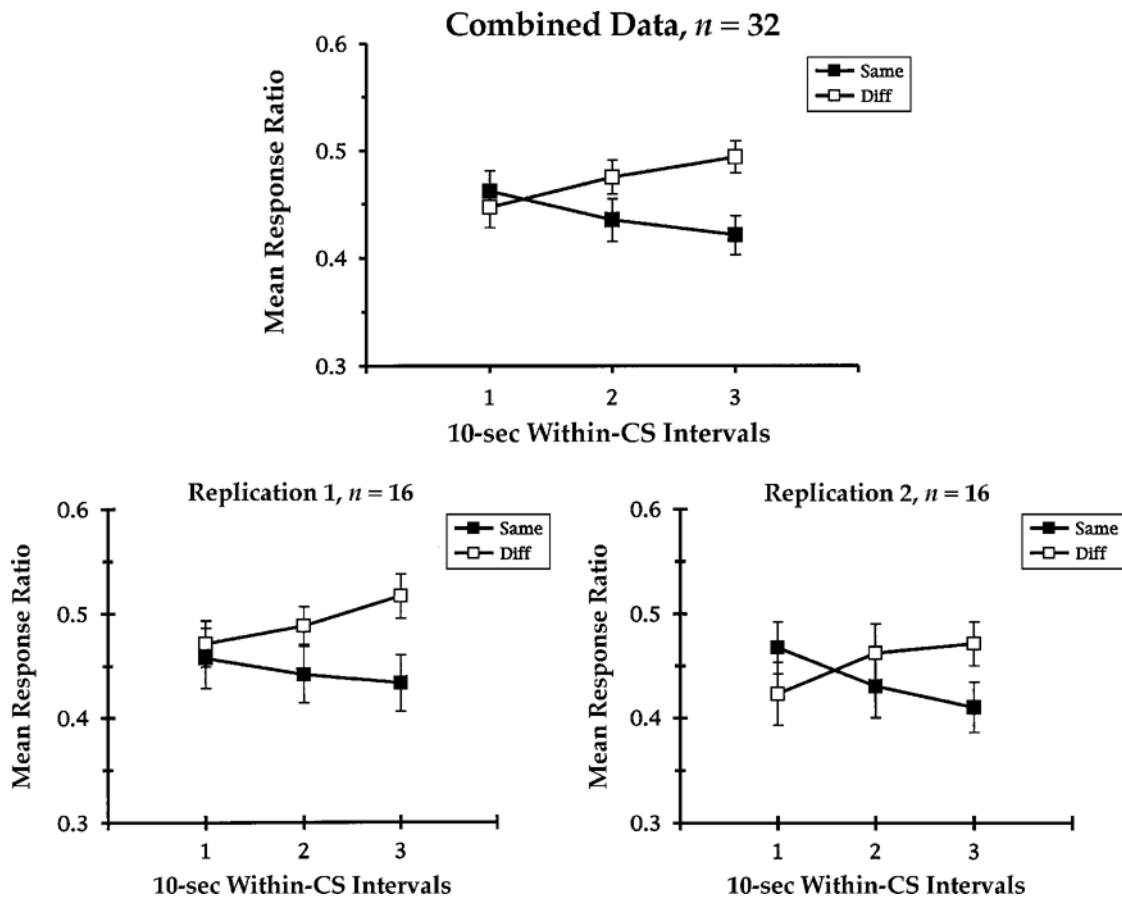 Combined Data, n = 32
0.6
0.5
0.4
0.3
Mean Response Ratio
Same
Diff
1 2 3
10-sec Within-CS Intervals
Replication 1, n = 16
0.6
0.5
0.4
0.3
Mean Response Ratio
Same
Diff
1 2 3
10-sec Within-CS Intervals
Replication 2, n = 16
0.6
0.5
0.4
0.3
Mean Response Ratio
Same
Diff
1 2 3
10-sec Within-CS Intervals